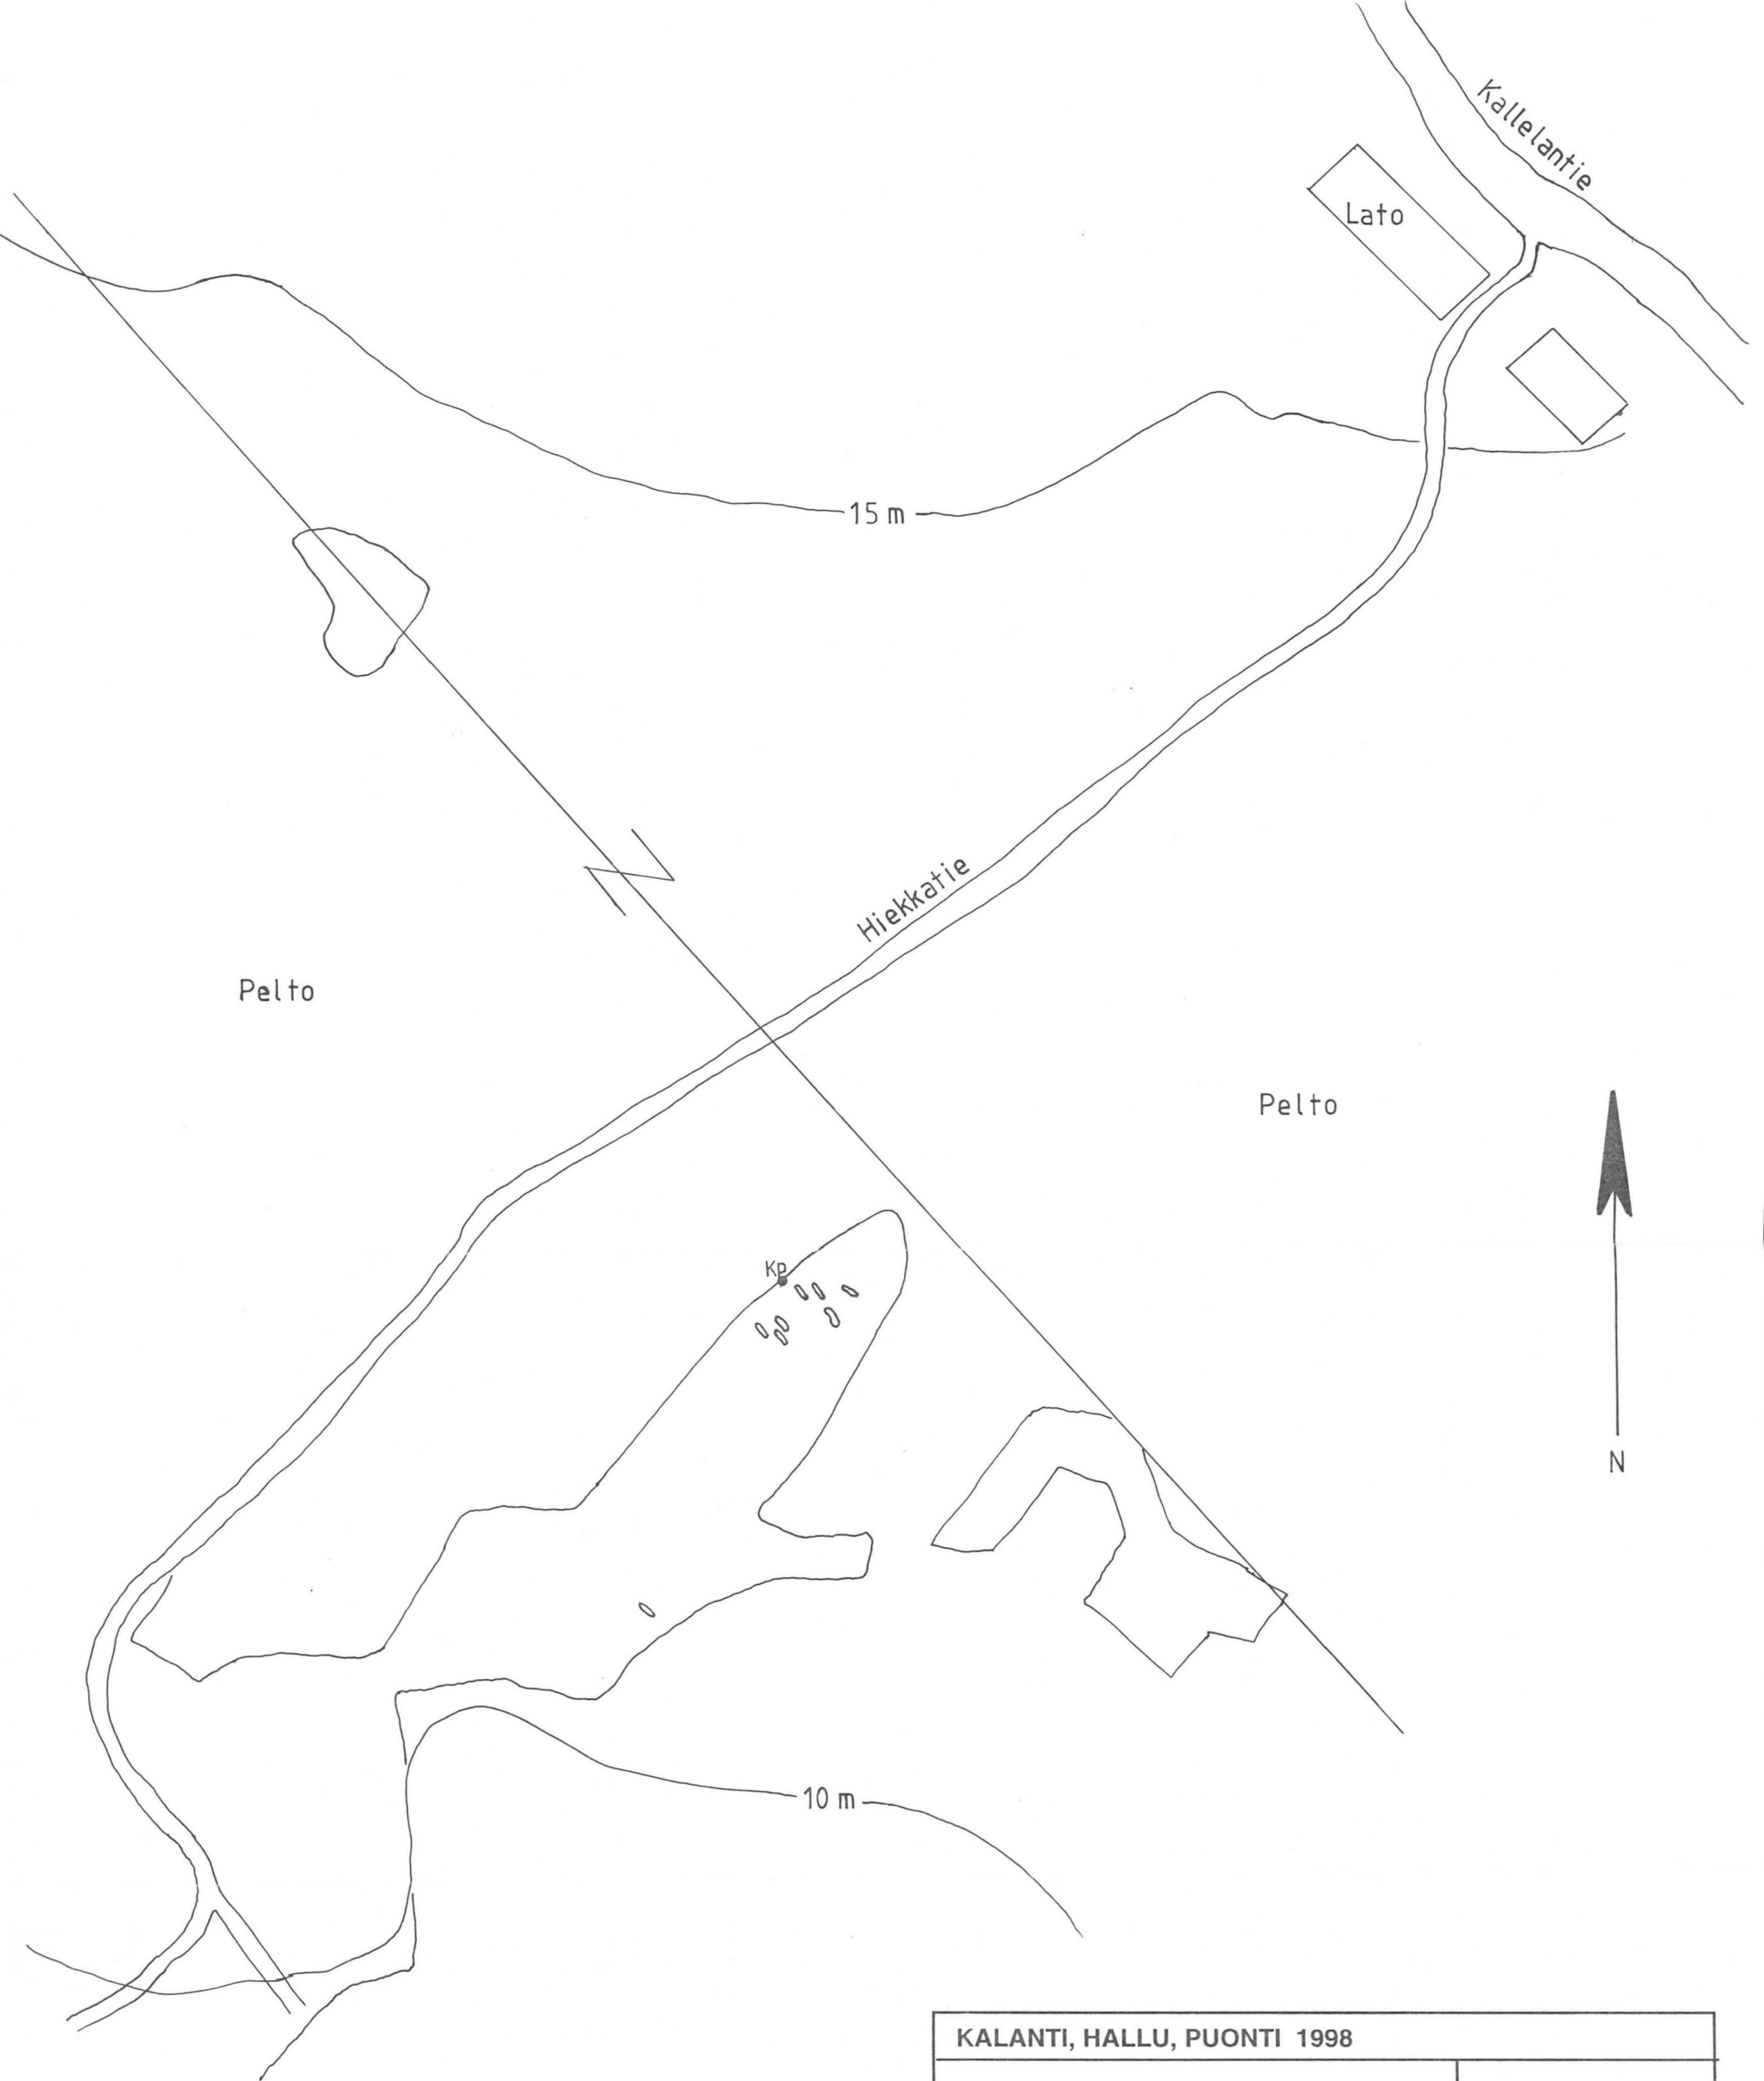 Kallelantie
Lato
15 m
Hiekkatie
Pelto
Pelto
Kp
N
10 m
KALANTI, HALLU, PUONTI 1998